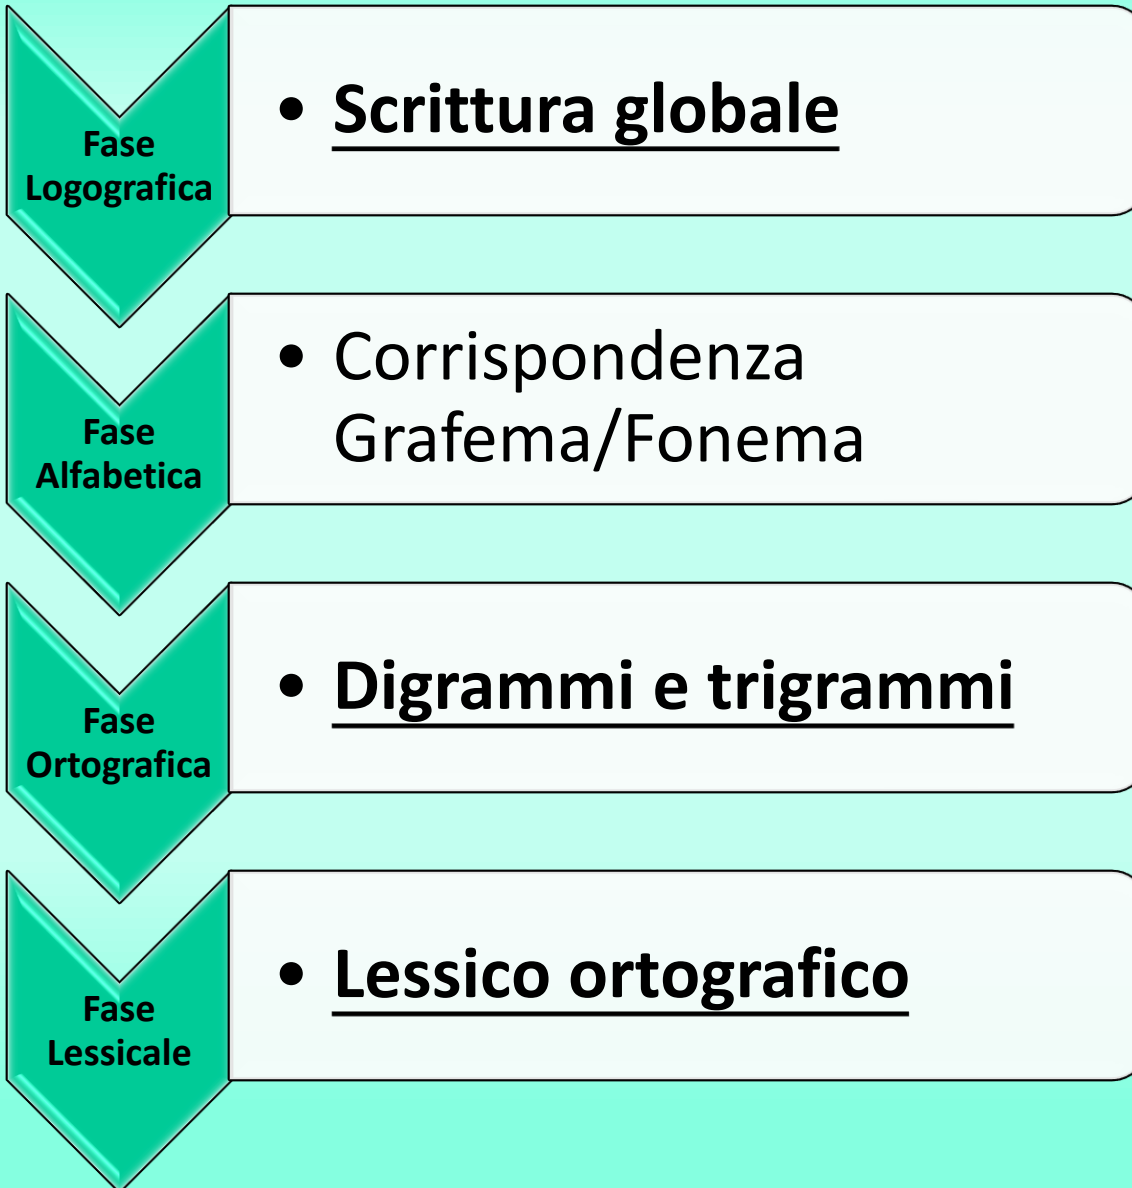 Fase
Logografica
• Scrittura globale
Fase
Alfabetica
• Corrispondenza
Grafema/Fonema
Fase
Ortografica
• Digrammi e trigrammi
Fase
Lessicale
• Lessico ortografico